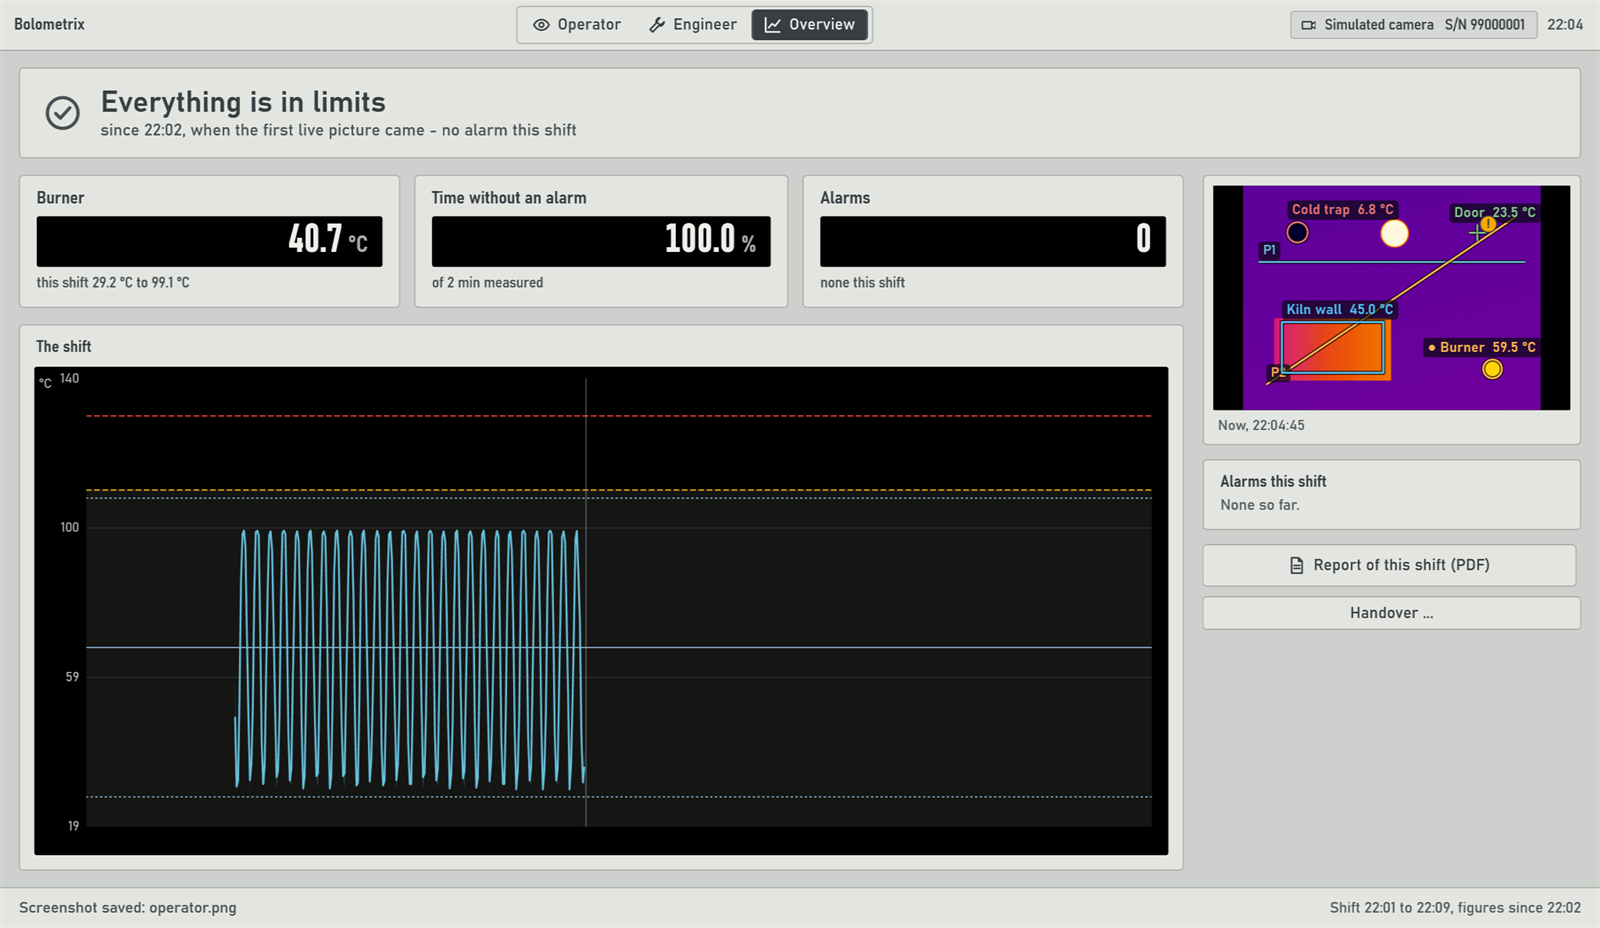 Bolometrix
Operator
Engineer
Overview
Simulated camera S/N 99000001
22:04
Everything is in limits
since 22:02, when the first live picture came - no alarm this shift
Burner
40.7 °C
this shift 29.2 °C to 99.1 °C
Time without an alarm
100.0 %
of 2 min measured
Alarms
0
none this shift
The shift
°C
140
100
59
19
Cold trap 6.8 °C
Door 23.5 °C
!
P1
Kiln wall 45.0 °C
Burner 59.5 °C
P2
Now, 22:04:45
Alarms this shift
None so far.
Report of this shift (PDF)
Handover ...
Screenshot saved: operator.png
Shift 22:01 to 22:09, figures since 22:02